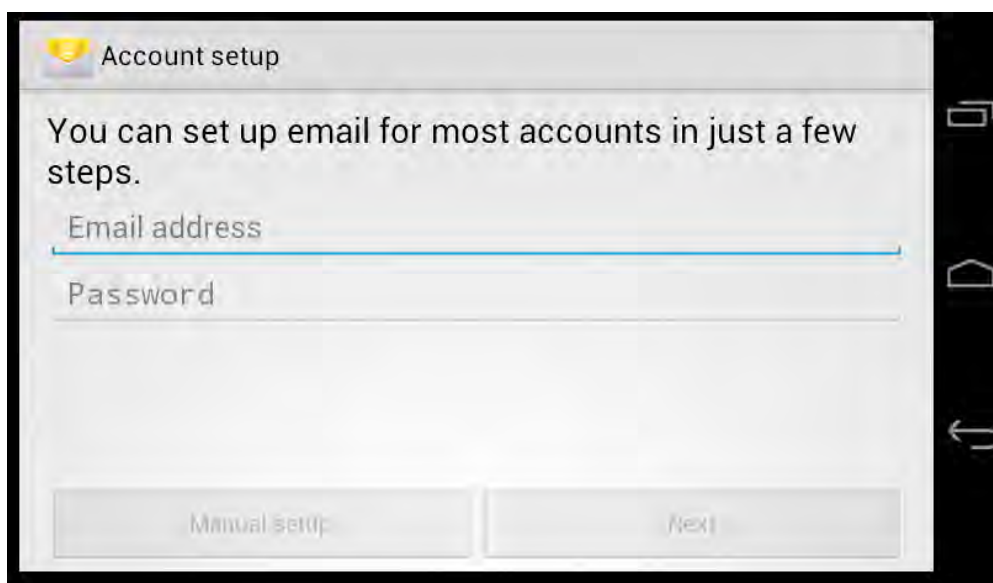 Account setup
You can set up email for most accounts in just a few
steps.
Email address
Password
Manual setup
Next